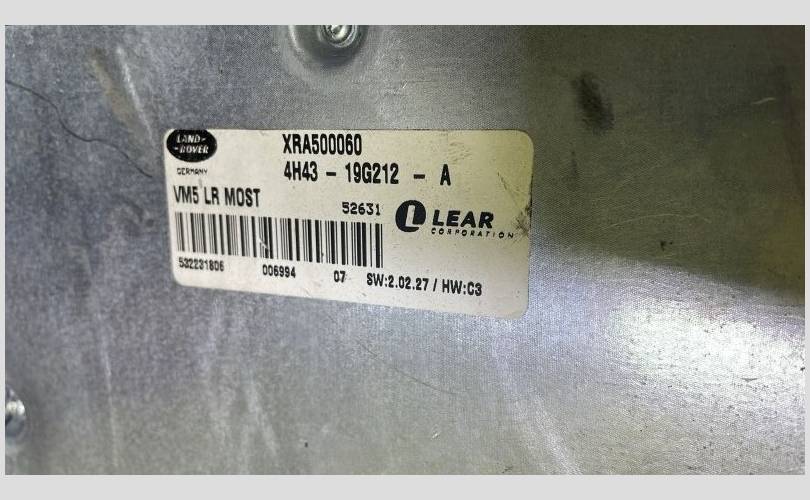 LAND-
-ROVER
GERMANY
XRA500060
4H43 - 19G212 - A
VM5 LR MOST
52631
LEAR
CORPORATION
532231806 006994 07 SW:2.02.27 / HW:C3